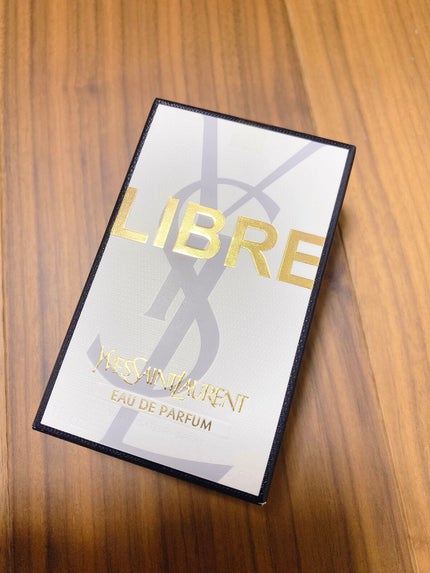 LIBRE
YVESSAINTLAURENT
EAU DE PARFUM